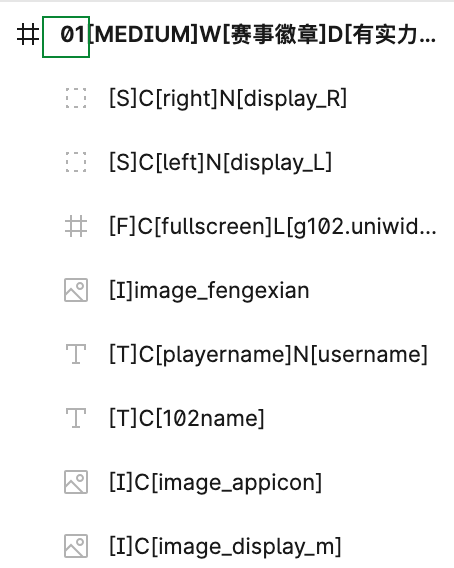 01[MEDIUM]W[赛事徽章]D[有实力...
[S]C[right]N[display_R]
[S]C[left]N[display_L]
[F]C[fullscreen]L[g102.uniwid...
[I]image_fengexian
[T]C[playername]N[username]
[T]C[102name]
[I]C[image_appicon]
[I]C[image_display_m]